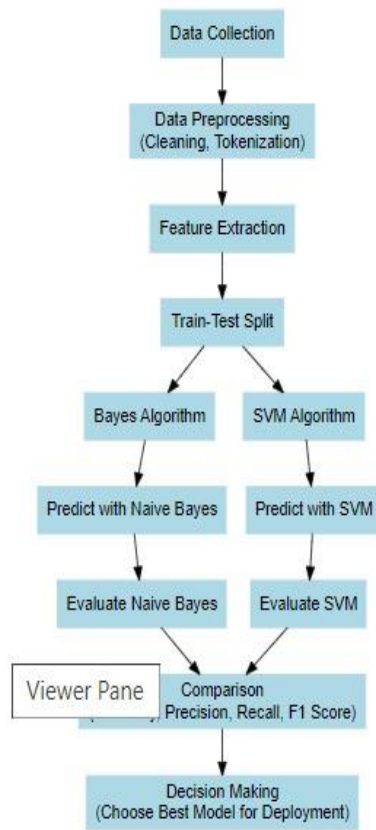 Data Collection
Data Preprocessing
(Cleaning, Tokenization)
Feature Extraction
Train-Test Split
Bayes Algorithm
SVM Algorithm
Predict with Naive Bayes
Predict with SVM
Evaluate Naive Bayes
Evaluate SVM
Viewer Pane
Comparison
Precision, Recall, F1 Score)
Decision Making
(Choose Best Model for Deployment)